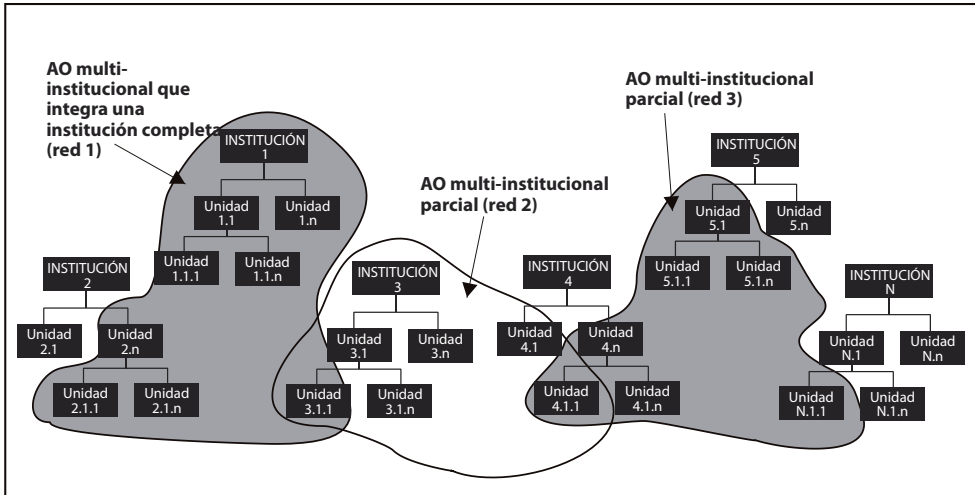 AO multi-
institucional que
integra una
institución completa
(red 1)
AO multi-institucional
parcial (red 3)
AO multi-institucional
parcial (red 2)
INSTITUCIÓN
1
Unidad
1.1
Unidad
1.n
Unidad
1.1.1
Unidad
1.1.n
INSTITUCIÓN
2
Unidad
2.1
Unidad
2.n
Unidad
2.1.1
Unidad
2.1.n
INSTITUCIÓN
3
Unidad
3.1
Unidad
3.n
Unidad
3.1.1
Unidad
3.1.n
INSTITUCIÓN
4
Unidad
4.1
Unidad
4.n
Unidad
4.1.1
Unidad
4.1.n
INSTITUCIÓN
5
Unidad
5.1
Unidad
5.n
Unidad
5.1.1
Unidad
5.1.n
INSTITUCIÓN
N
Unidad
N.1
Unidad
N.n
Unidad
N.1.1
Unidad
N.1.n